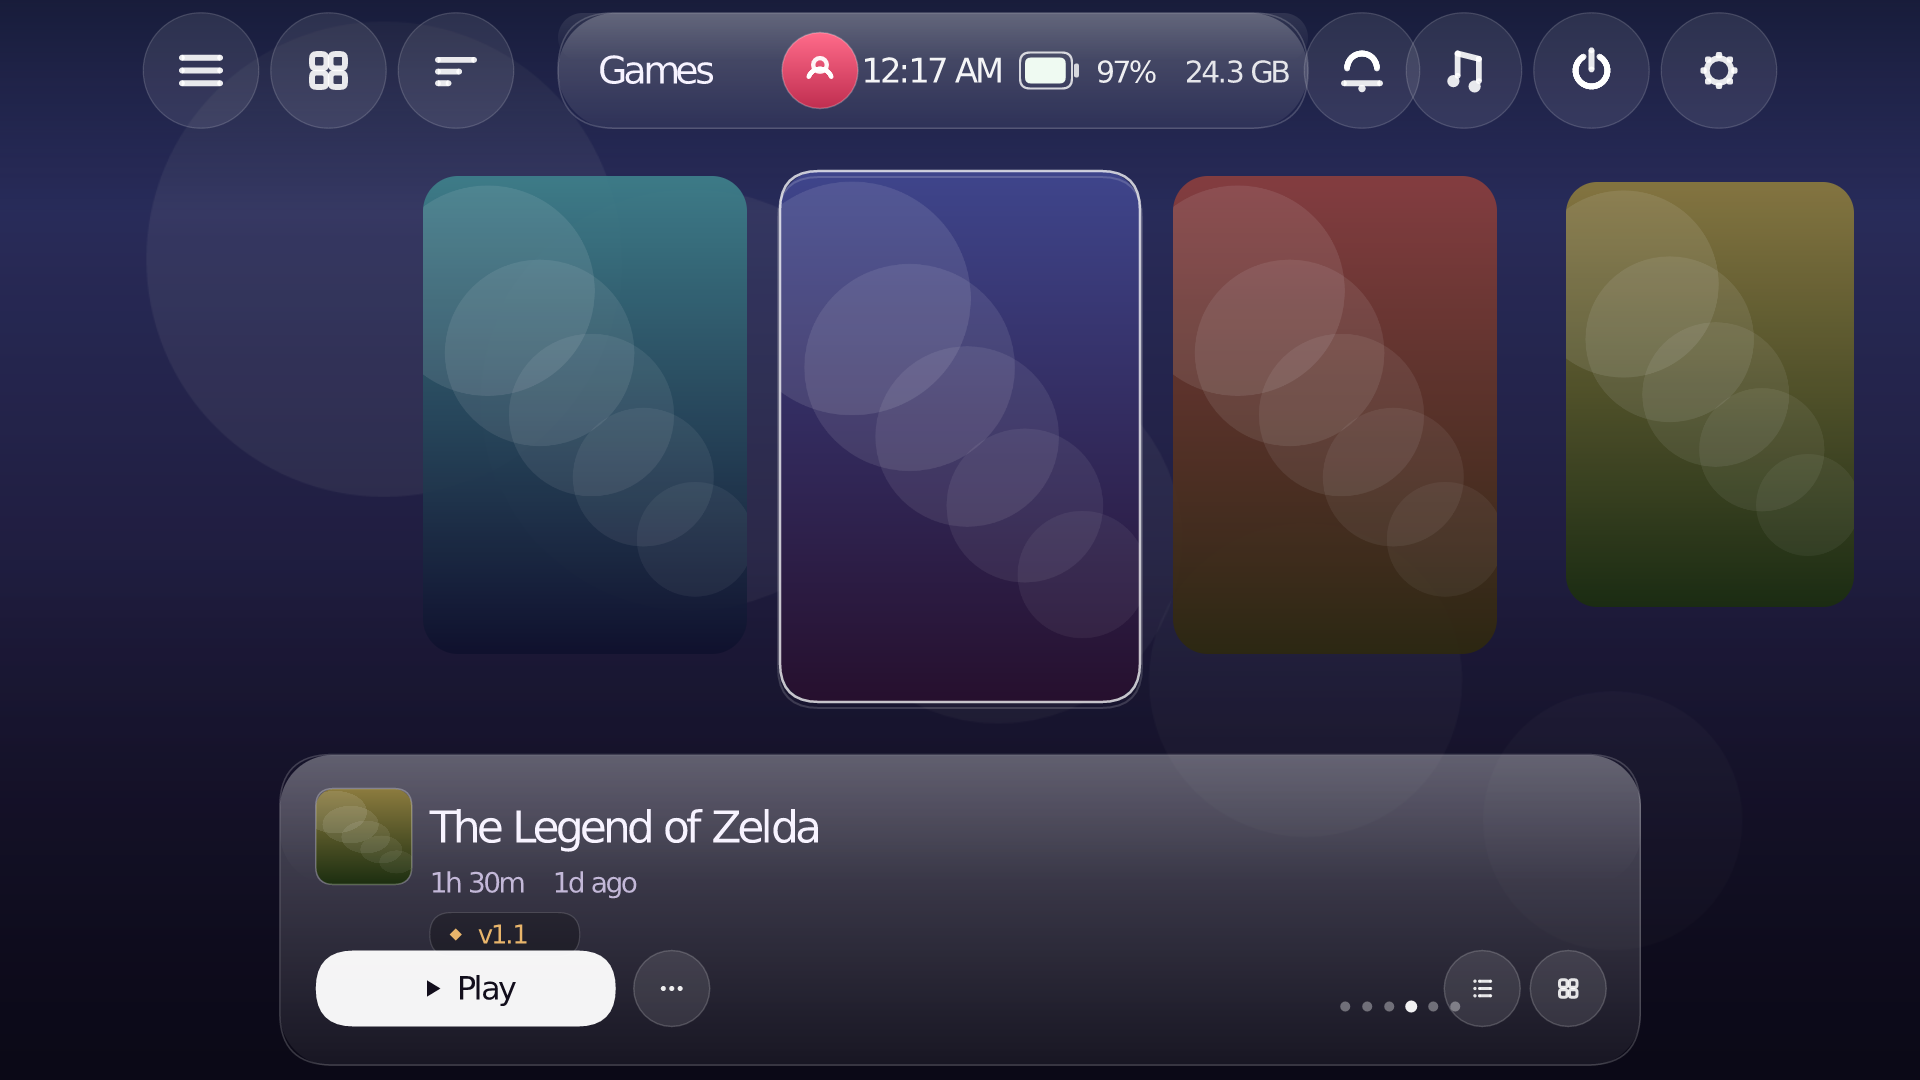 Games 12:17 AM 97% 24.3 GB
The Legend of Zelda
1h 30m 1d ago
v1.1
Play